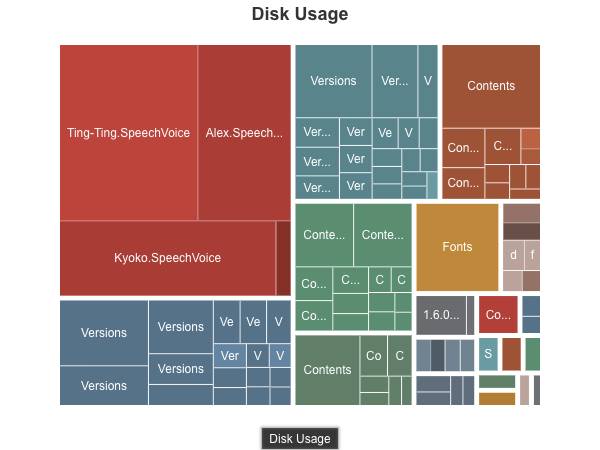 Disk Usage
Ting-Ting.SpeechVoice
Alex.Speech...
Kyoko.SpeechVoice
Versions
Ver...
V
Ver...
Ver
Ve
V
Ver...
Ver
Ver...
Ver
Contents
Con...
C...
Con...
Conte...
Conte...
Co...
C...
C
C
Co...
Fonts
d
f
Versions
Versions
Ve
Ve
V
Ver
V
V
Versions
Versions
Contents
Co
C
1.6.0...
Co...
S
Disk Usage